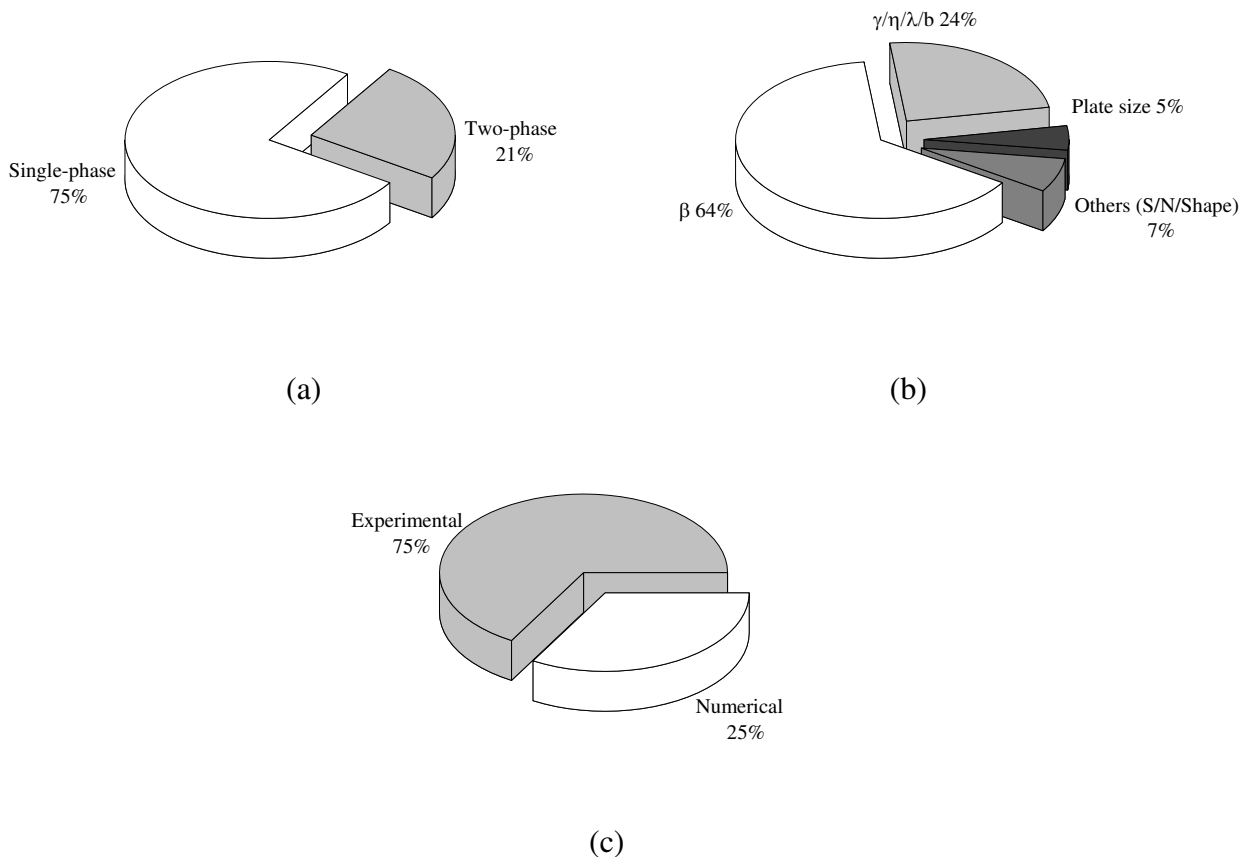 Single-phase
75%
Two-phase
21%
(a)
γ/η/λ/b 24%
Plate size 5%
β 64%
Others (S/N/Shape)
7%
(b)
Experimental
75%
Numerical
25%
(c)